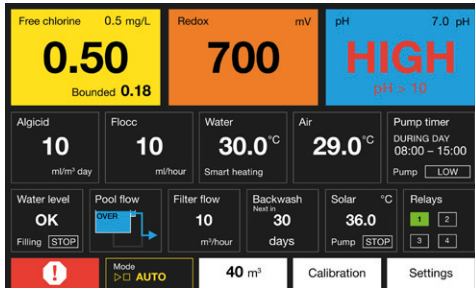 Free chlorine 0.5 mg/L
0.50
Bounded 0.18
Redox mV
700
pH 7.0 pH
HIGH
pH > 10
Algicid
10
ml/m³ day
Flocc
10
ml/hour
Water
30.0°C
Smart heating
Air
29.0°C
Pump timer
DURING DAY
08:00 – 15:00
Pump LOW
Water level
OK
Filling STOP
Pool flow
OVER
Filter flow
10
m³/hour
Backwash
Next in
30
days
Solar °C
36.0
Pump STOP
Relays
1 2
3 4
!
Mode
AUTO
40 m³
Calibration
Settings